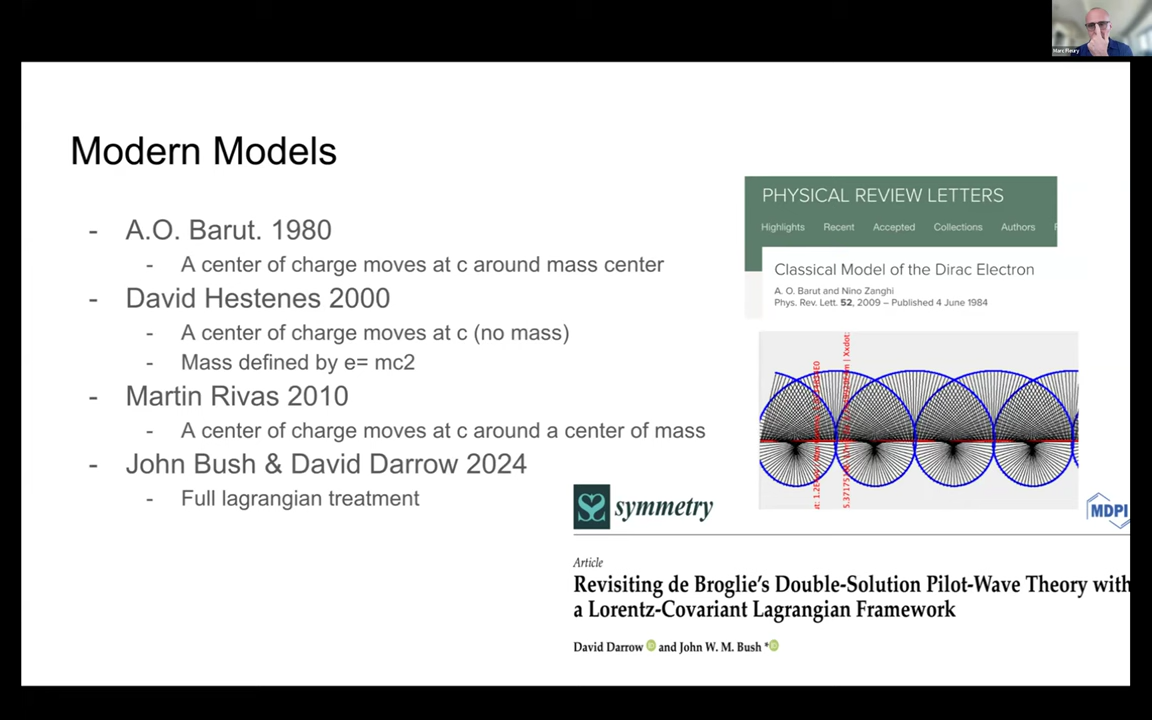 Marc Fleury
Modern Models
- A.O. Barut. 1980
- A center of charge moves at c around mass center
- David Hestenes 2000
- A center of charge moves at c (no mass)
- Mass defined by e= mc2
- Martin Rivas 2010
- A center of charge moves at c around a center of mass
- John Bush & David Darrow 2024
- Full lagrangian treatment
PHYSICAL REVIEW LETTERS
Highlights Recent Accepted Collections Authors
Classical Model of the Dirac Electron
A. O. Barut and Nino Zanghi
Phys. Rev. Lett. 52, 2009 – Published 4 June 1984
symmetry
MDPI
Article
Revisiting de Broglie's Double-Solution Pilot-Wave Theory with
a Lorentz-Covariant Lagrangian Framework
David Darrow and John W. M. Bush *